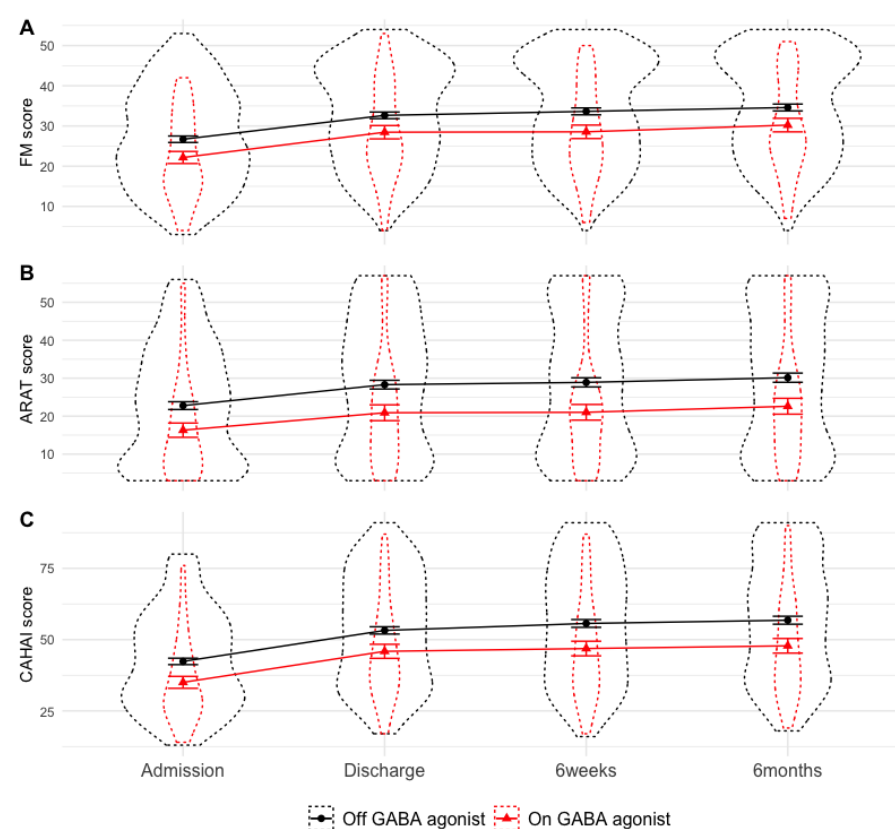 A
FM score
50
40
30
20
10
B
ARAT score
50
40
30
20
10
C
CAHAI score
75
50
25
Admission Discharge 6weeks 6months
Off GABA agonist On GABA agonist